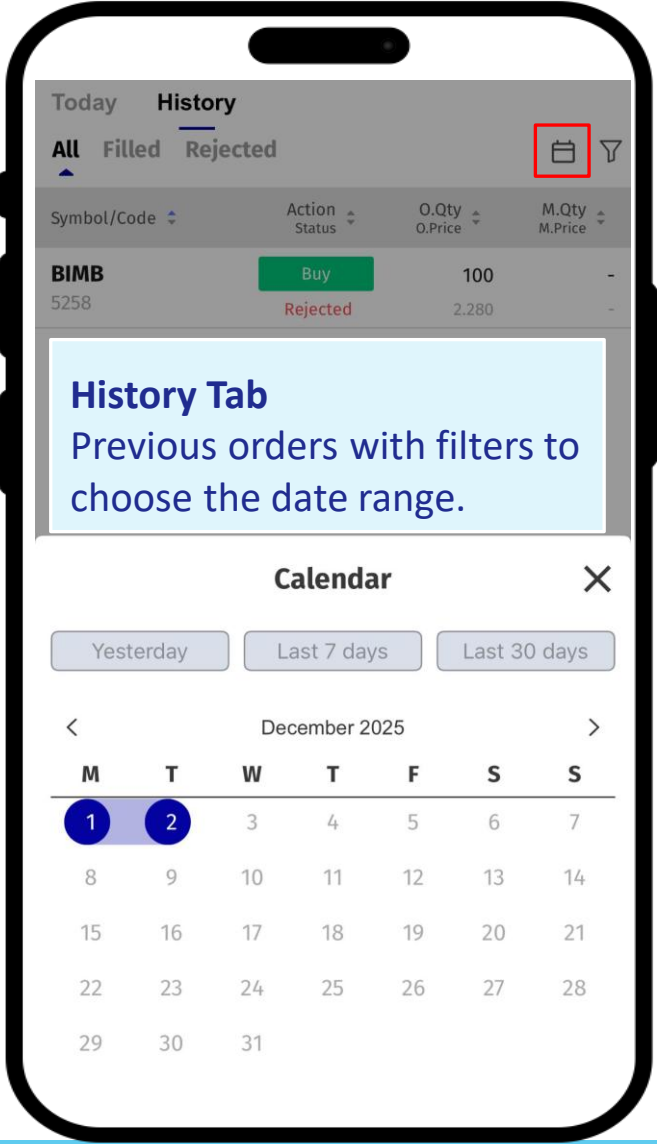 Today History
All Filled Rejected
Symbol/Code Action O.Qty M.Qty
Status O.Price M.Price
BIMB Buy 100 -
5258 Rejected 2.280 -
History Tab
Previous orders with filters to
choose the date range.
Calendar
Yesterday Last 7 days Last 30 days
< December 2025 >
M T W T F S S
1 2 3 4 5 6 7
8 9 10 11 12 13 14
15 16 17 18 19 20 21
22 23 24 25 26 27 28
29 30 31